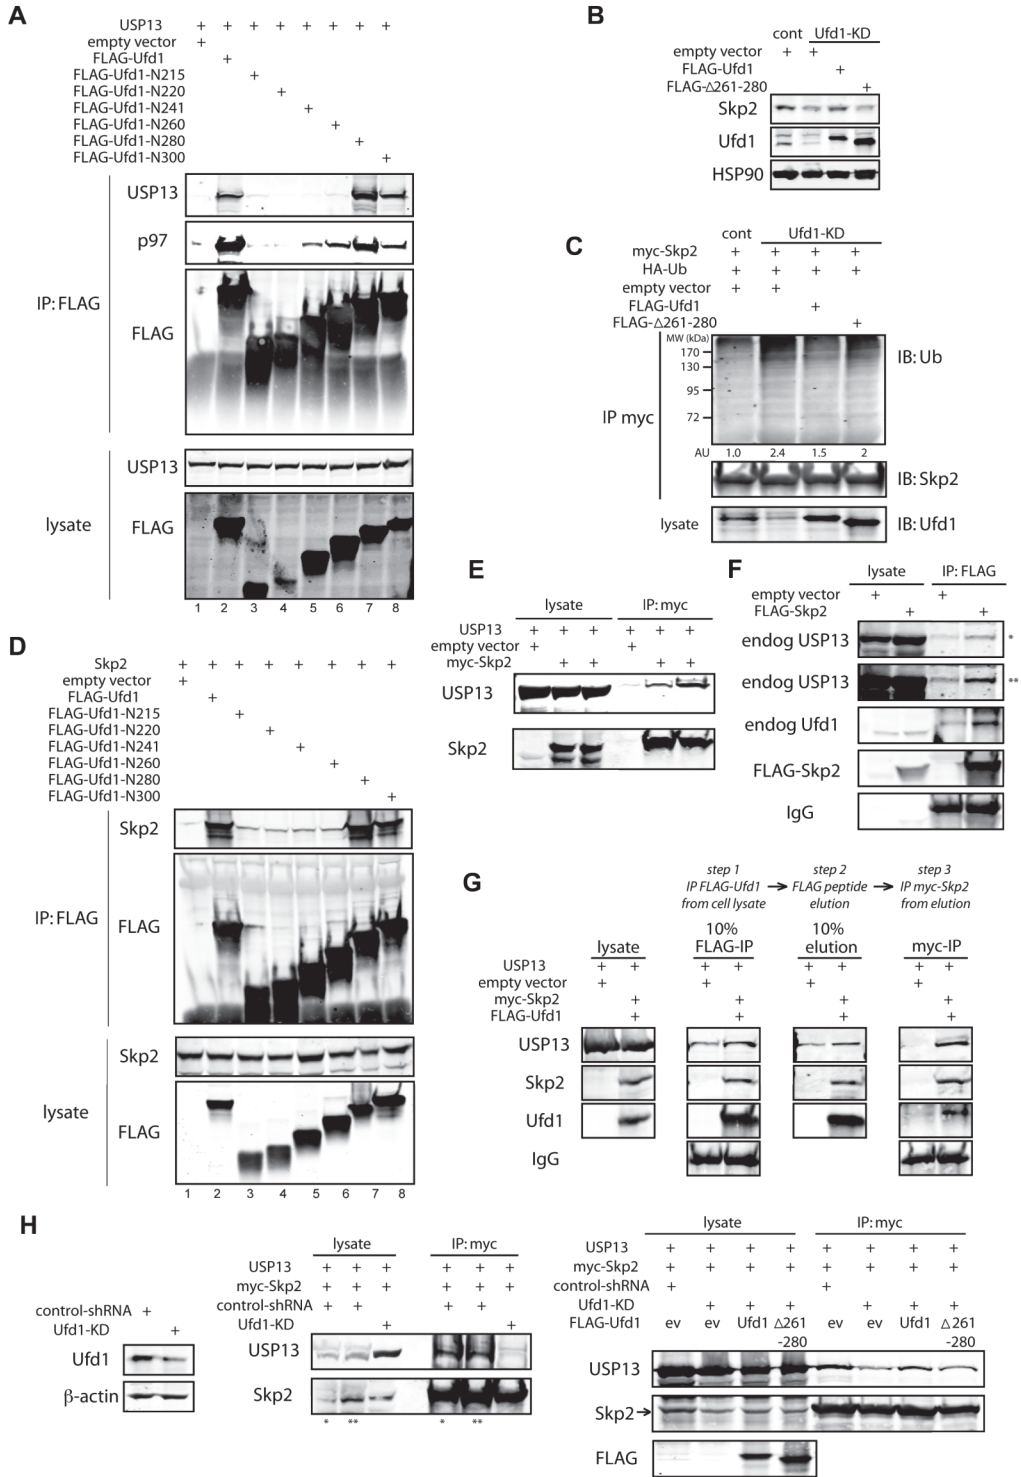 A
USP13 + + + + + + + +
empty vector +
FLAG-Ufd1 +
FLAG-Ufd1-N215 +
FLAG-Ufd1-N220 +
FLAG-Ufd1-N241 +
FLAG-Ufd1-N260 +
FLAG-Ufd1-N280 +
FLAG-Ufd1-N300 +
IP: FLAG
USP13
p97
FLAG
lysate
USP13
FLAG
1 2 3 4 5 6 7 8
B
cont Ufd1-KD
empty vector + +
FLAG-Ufd1 +
FLAG-Δ261-280 +
Skp2
Ufd1
HSP90
C
cont Ufd1-KD
myc-Skp2 + + + +
HA-Ub + + + +
empty vector + +
FLAG-Ufd1 +
FLAG-Δ261-280 +
MW (kDa)
170
130
95
72
IP myc
IB: Ub
AU 1.0 2.4 1.5 2
IB: Skp2
lysate
IB: Ufd1
D
Skp2 + + + + + + + +
empty vector +
FLAG-Ufd1 +
FLAG-Ufd1-N215 +
FLAG-Ufd1-N220 +
FLAG-Ufd1-N241 +
FLAG-Ufd1-N260 +
FLAG-Ufd1-N280 +
FLAG-Ufd1-N300 +
IP: FLAG
Skp2
FLAG
lysate
Skp2
FLAG
1 2 3 4 5 6 7 8
E
lysate IP: myc
USP13 + + + + + +
empty vector + +
myc-Skp2 + + + +
USP13
Skp2
F
lysate IP: FLAG
empty vector + +
FLAG-Skp2 + +
endog USP13 *
endog USP13 **
endog Ufd1
FLAG-Skp2
IgG
G
step 1 step 2 step 3
IP FLAG-Ufd1 → FLAG peptide → IP myc-Skp2
from cell lysate elution from elution
10% 10%
lysate FLAG-IP elution myc-IP
USP13 + + + + + + + +
empty vector + + + +
myc-Skp2 + + + +
FLAG-Ufd1 + + + +
USP13
Skp2
Ufd1
IgG
H
control-shRNA +
Ufd1-KD +
Ufd1
β-actin
lysate IP: myc
USP13 + + + + + +
myc-Skp2 + + + + + +
control-shRNA + + + +
Ufd1-KD + +
USP13
Skp2
* ** * **
lysate IP: myc
USP13 + + + + + + + +
myc-Skp2 + + + + + + + +
control-shRNA + +
Ufd1-KD + + + + + +
FLAG-Ufd1 ev ev Ufd1 Δ261 ev ev Ufd1 Δ261
-280 -280
USP13
Skp2→
FLAG